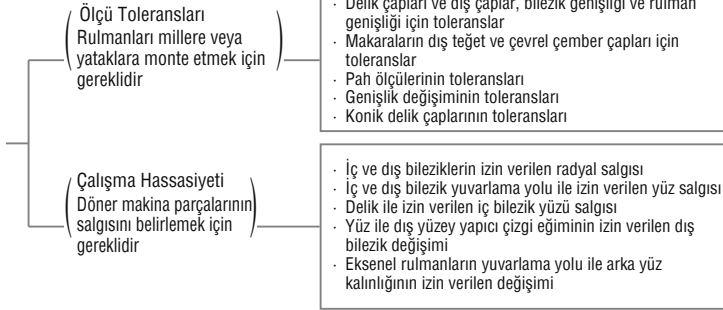 Ölçü Toleransları
Rulmanları millere veya
yataklara monte etmek için
gereklidir
· Delik çapları ve dış çaplar, bilezik genişliği ve rulman
genişliği için toleranslar
· Makaraların dış teğet ve çevrel çember çapları için
toleranslar
· Pah ölçülerinin toleransları
· Genişlik değişiminin toleransları
· Konik delik çaplarının toleransları
Çalışma Hassasiyeti
Döner makina parçalarının
salgısını belirlemek için
gereklidir
· İç ve dış bileziklerin izin verilen radyal salgısı
· İç ve dış bilezik yuvarlama yolu ile izin verilen yüz salgısı
· Delik ile izin verilen iç bilezik yüzü salgısı
· Yüz ile dış yüzey yapıcı çizgi eğiminin izin verilen dış
bilezik değişimi
· Eksenel rulmanların yuvarlama yolu ile arka yüz
kalınlığının izin verilen değişimi